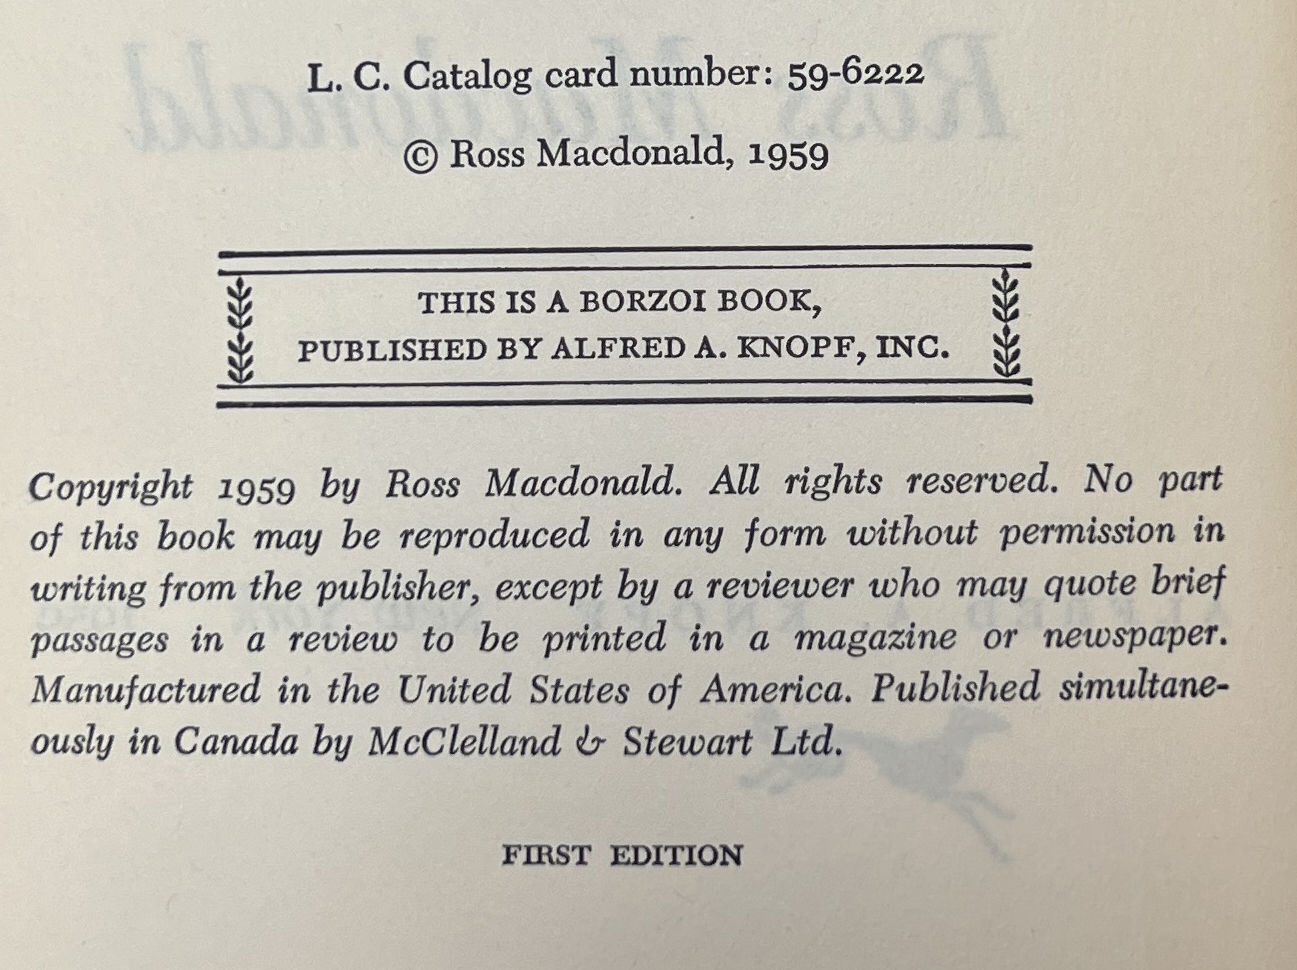 L. C. Catalog card number: 59-6222
© Ross Macdonald, 1959
THIS IS A BORZOI BOOK,
PUBLISHED BY ALFRED A. KNOPF, INC.
Copyright 1959 by Ross Macdonald. All rights reserved. No part
of this book may be reproduced in any form without permission in
writing from the publisher, except by a reviewer who may quote brief
passages in a review to be printed in a magazine or newspaper.
Manufactured in the United States of America. Published simultane-
ously in Canada by McClelland & Stewart Ltd.
FIRST EDITION